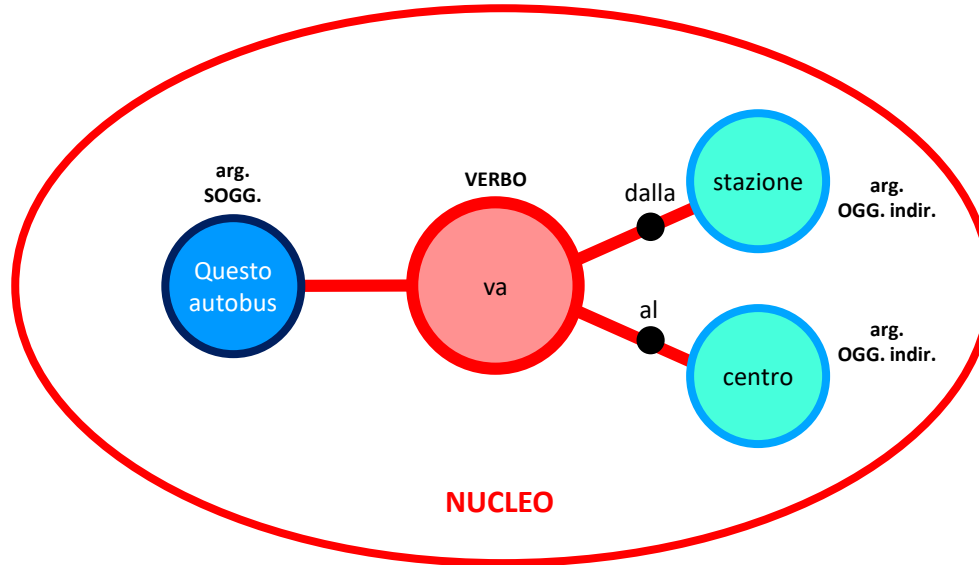 arg.
SOGG.
Questo
autobus
VERBO
va
dalla
stazione
arg.
OGG. indir.
al
centro
arg.
OGG. indir.
NUCLEO